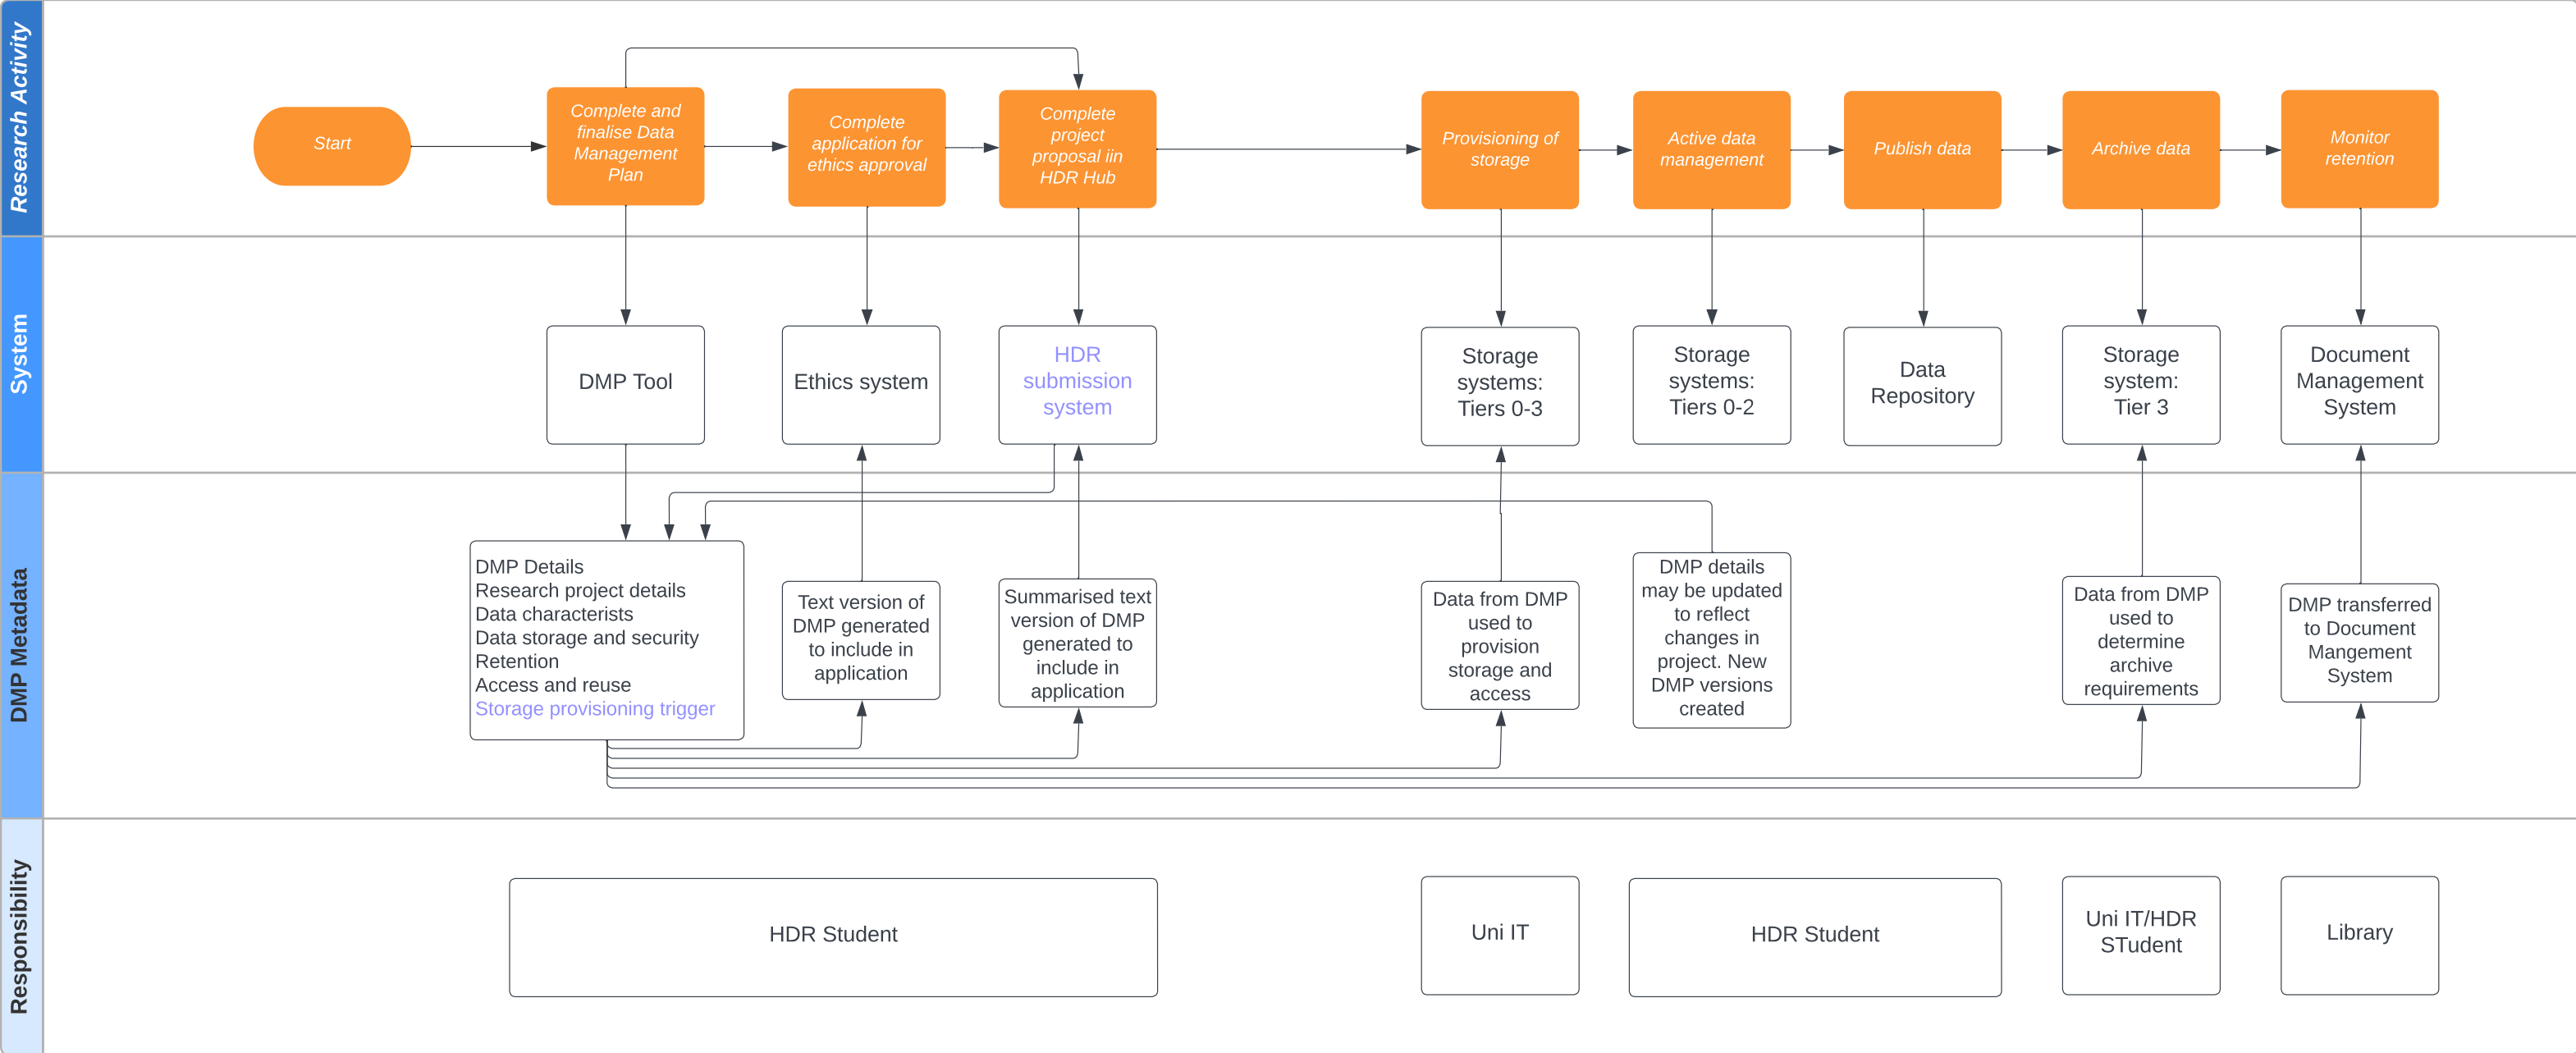 Research Activity
Start
Complete and
finalise Data
Management
Plan
Complete
application for
ethics approval
Complete
project
proposal iin
HDR Hub
Provisioning of
storage
Active data
management
Publish data
Archive data
Monitor
retention
System
DMP Tool
Ethics system
HDR
submission
system
Storage
systems:
Tiers 0-3
Storage
systems:
Tiers 0-2
Data
Repository
Storage
system:
Tier 3
Document
Management
System
DMP Metadata
DMP Details
Research project details
Data characterists
Data storage and security
Retention
Access and reuse
Storage provisioning trigger
Text version of
DMP generated
to include in
application
Summarised text
version of DMP
generated to
include in
application
Data from DMP
used to
provision
storage and
access
DMP details
may be updated
to reflect
changes in
project. New
DMP versions
created
Data from DMP
used to
determine
archive
requirements
DMP transferred
to Document
Mangement
System
Responsibility
HDR Student
Uni IT
HDR Student
Uni IT/HDR
STudent
Library